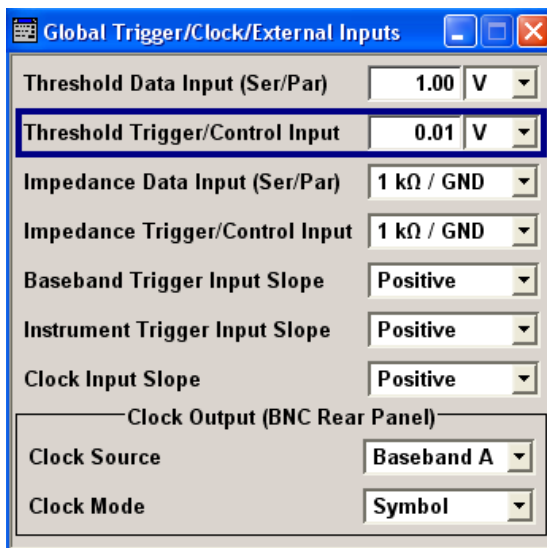 Global Trigger/Clock/External Inputs
Threshold Data Input (Ser/Par) 1.00 V
Threshold Trigger/Control Input 0.01 V
Impedance Data Input (Ser/Par) 1 kΩ / GND
Impedance Trigger/Control Input 1 kΩ / GND
Baseband Trigger Input Slope Positive
Instrument Trigger Input Slope Positive
Clock Input Slope Positive
Clock Output (BNC Rear Panel)
Clock Source Baseband A
Clock Mode Symbol